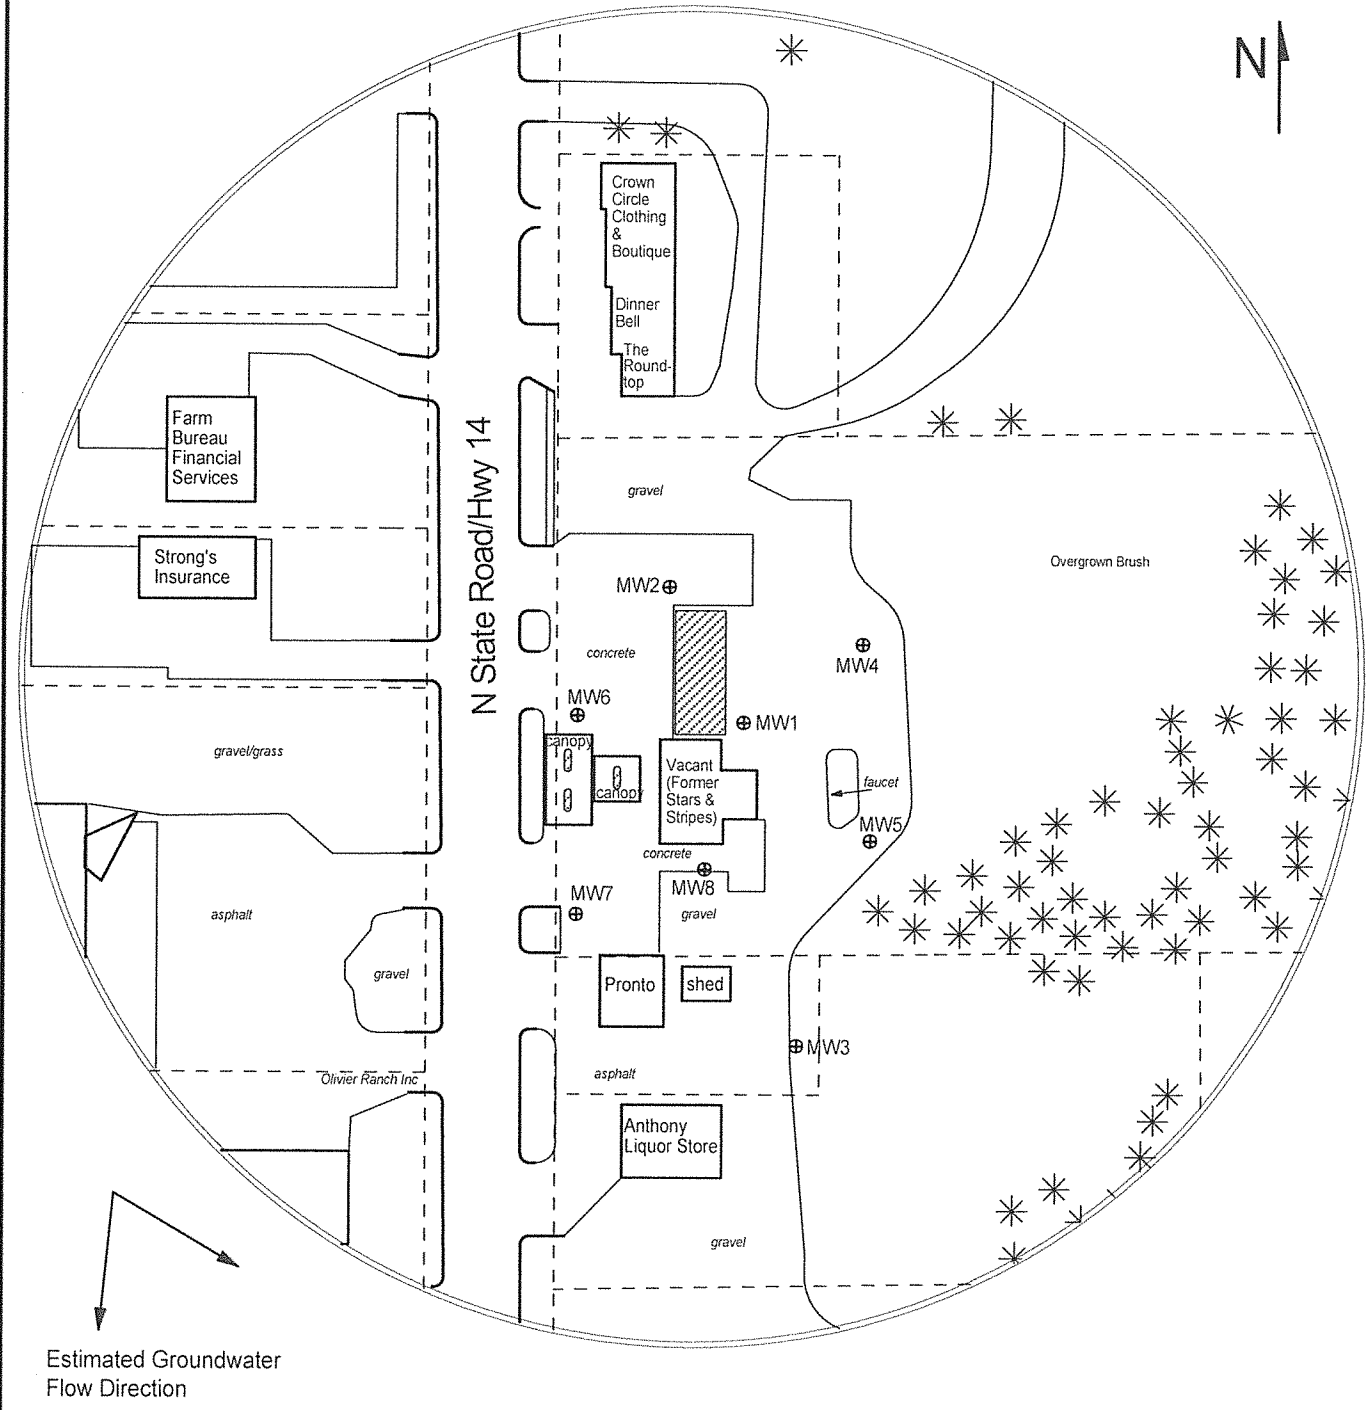 N
Crown
Circle
Clothing
&
Boutique
Dinner
Bell
The
Round-
top
Farm
Bureau
Financial
Services
N State Road/Hwy 14
gravel
Strong's
Insurance
MW2
Overgrown Brush
concrete
MW4
MW6
MW1
canopy
gravel/grass
Vacant
(Former
Stars &
Stripes)
faucet
canopy
MW5
concrete
MW8
MW7
asphalt
gravel
gravel
Pronto
shed
MW3
asphalt
Olivier Ranch Inc
Anthony
Liquor Store
gravel
Estimated Groundwater
Flow Direction